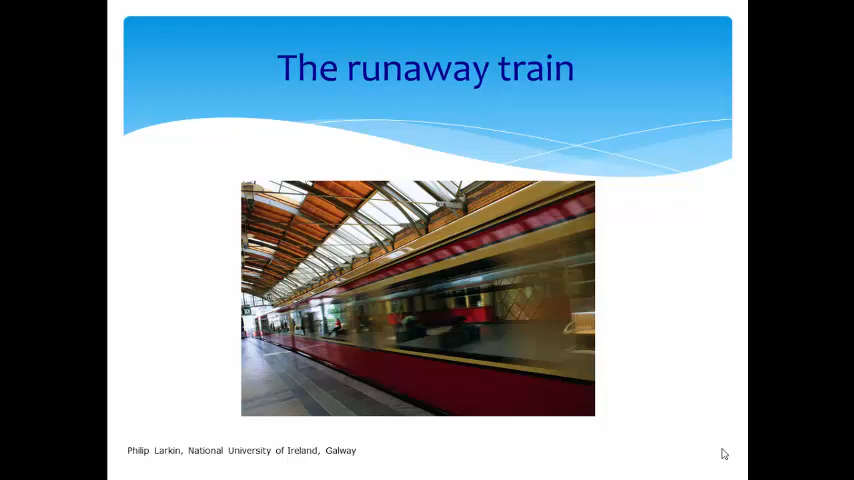 The runaway train
Philip Larkin, National University of Ireland, Galway